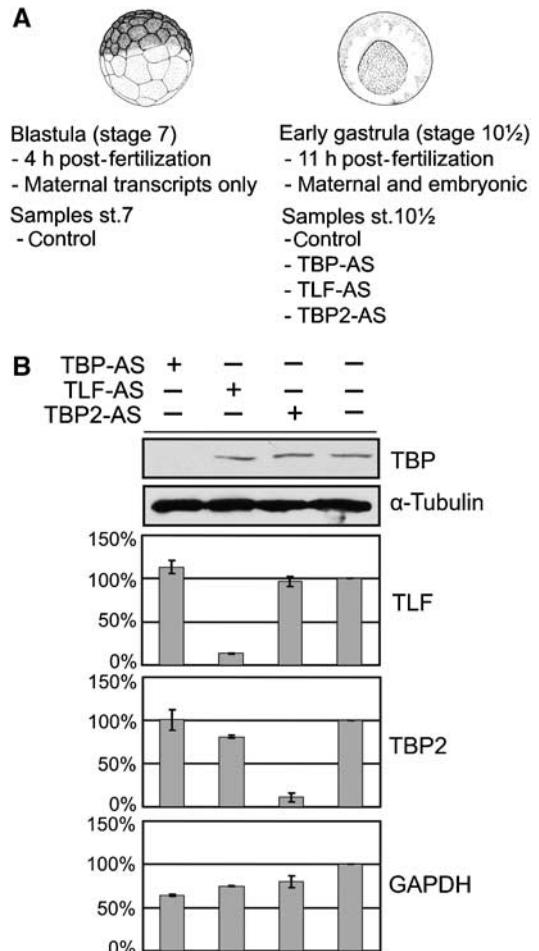 A
Blastula (stage 7)
- 4 h post-fertilization
- Maternal transcripts only
Samples st.7
- Control
Early gastrula (stage 10½)
- 11 h post-fertilization
- Maternal and embryonic
Samples st.10½
-Control
- TBP-AS
- TLF-AS
- TBP2-AS
B
TBP-AS + – – –
TLF-AS – + – –
TBP2-AS – – + –
TBP
α-Tubulin
150%
100%
50%
0%
TLF
150%
100%
50%
0%
TBP2
150%
100%
50%
0%
GAPDH